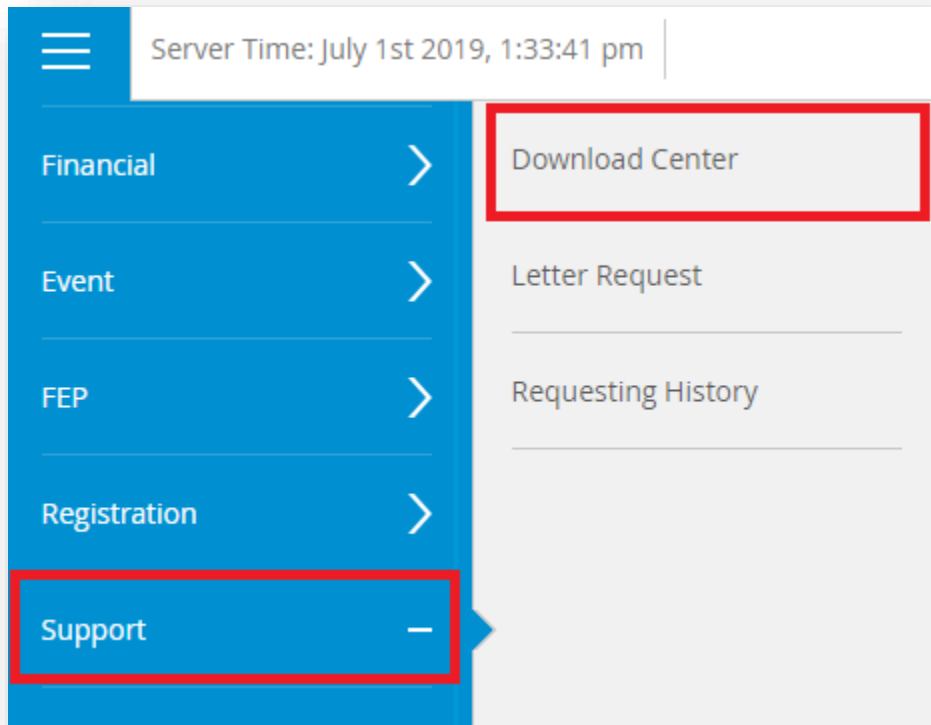 Server Time: July 1st 2019, 1:33:41 pm
Financial
Event
FEP
Registration
Support
Download Center
Letter Request
Requesting History